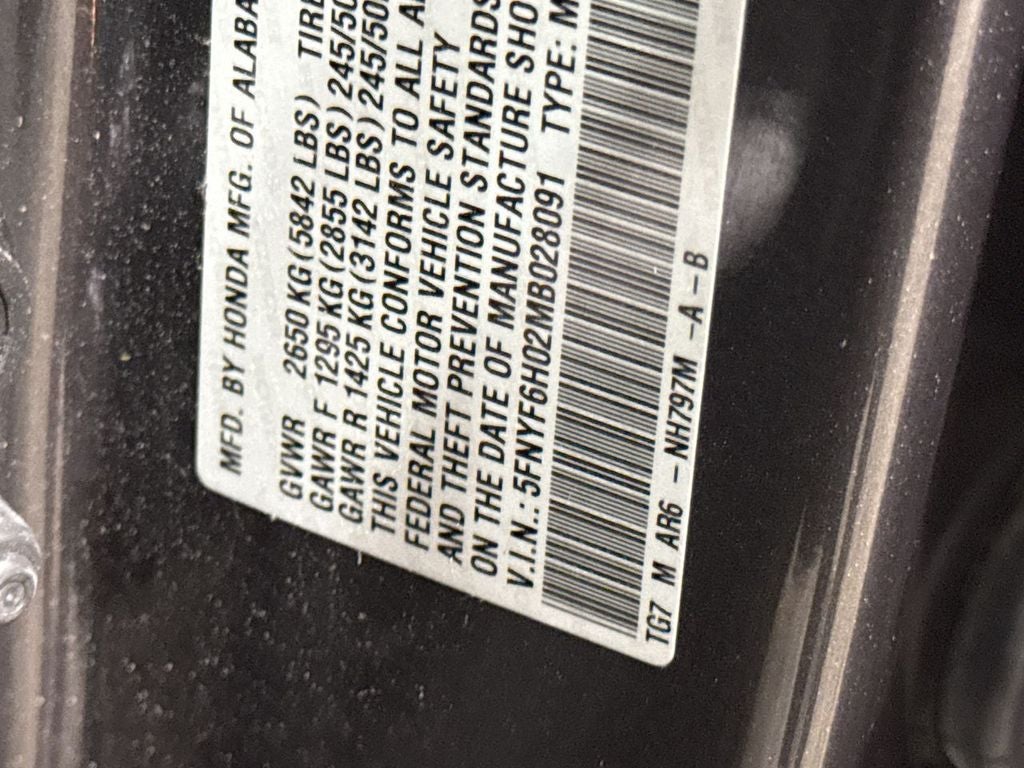 MFD. BY HONDA MFG. OF ALABA
GVWR 2650 KG (5842 LBS) TIRE
GAWR F 1295 KG (2855 LBS) 245/50
GAWR R 1425 KG (3142 LBS) 245/50
THIS VEHICLE CONFORMS TO ALL A
FEDERAL MOTOR VEHICLE SAFETY
AND THEFT PREVENTION STANDARDS
ON THE DATE OF MANUFACTURE SHO
V.I.N.: 5FNYF6H02MB028091 TYPE: M
TG7 M AR6 - NH797M - A - B